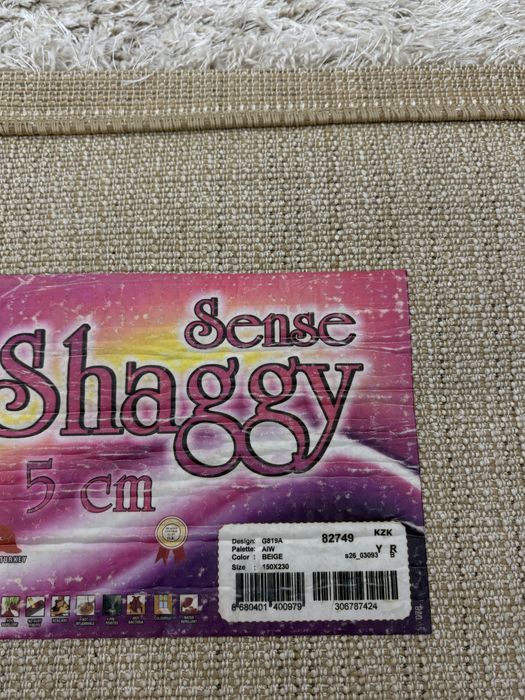 Sense
Shaggy
5 cm
TURKEY
Design: G819A 82749 KZK
Palette: AIW Y R
Color : BEIGE s26_03093 B
Size : 150X230
8 680401 400979 306787424